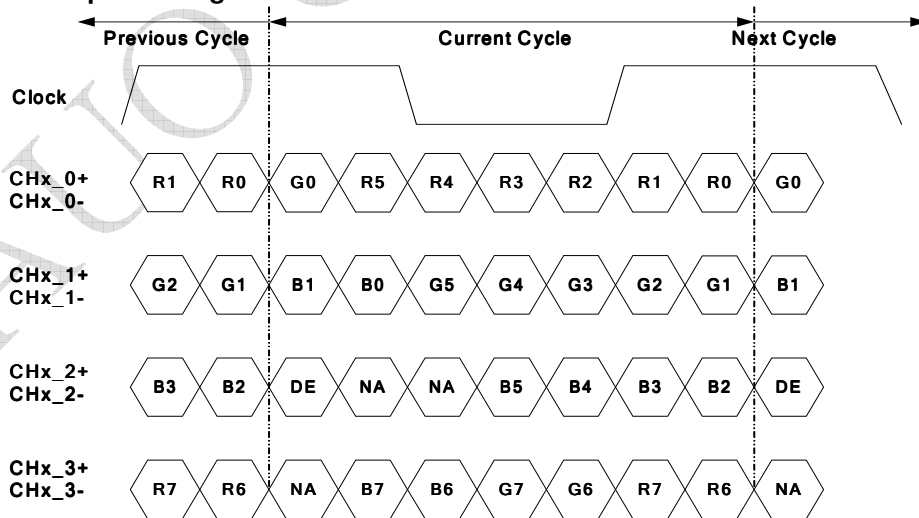 Previous Cycle Current Cycle Next Cycle
Clock
CHx_0+
CHx_0-
R1 R0 G0 R5 R4 R3 R2 R1 R0 G0
CHx_1+
CHx_1-
G2 G1 B1 B0 G5 G4 G3 G2 G1 B1
CHx_2+
CHx_2-
B3 B2 DE NA NA B5 B4 B3 B2 DE
CHx_3+
CHx_3-
R7 R6 NA B7 B6 G7 G6 R7 R6 NA
AUO